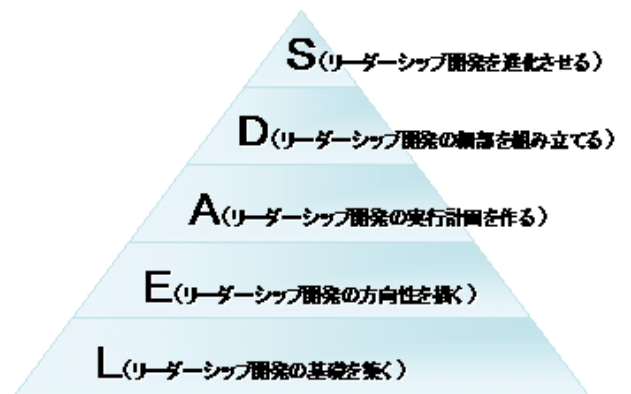 S(リーダーシップ開発を進化させる)
D(リーダーシップ開発の細部を組み立てる)
A(リーダーシップ開発の実行計画を作る)
E(リーダーシップ開発の方向性を描く)
L(リーダーシップ開発の基礎を築く)